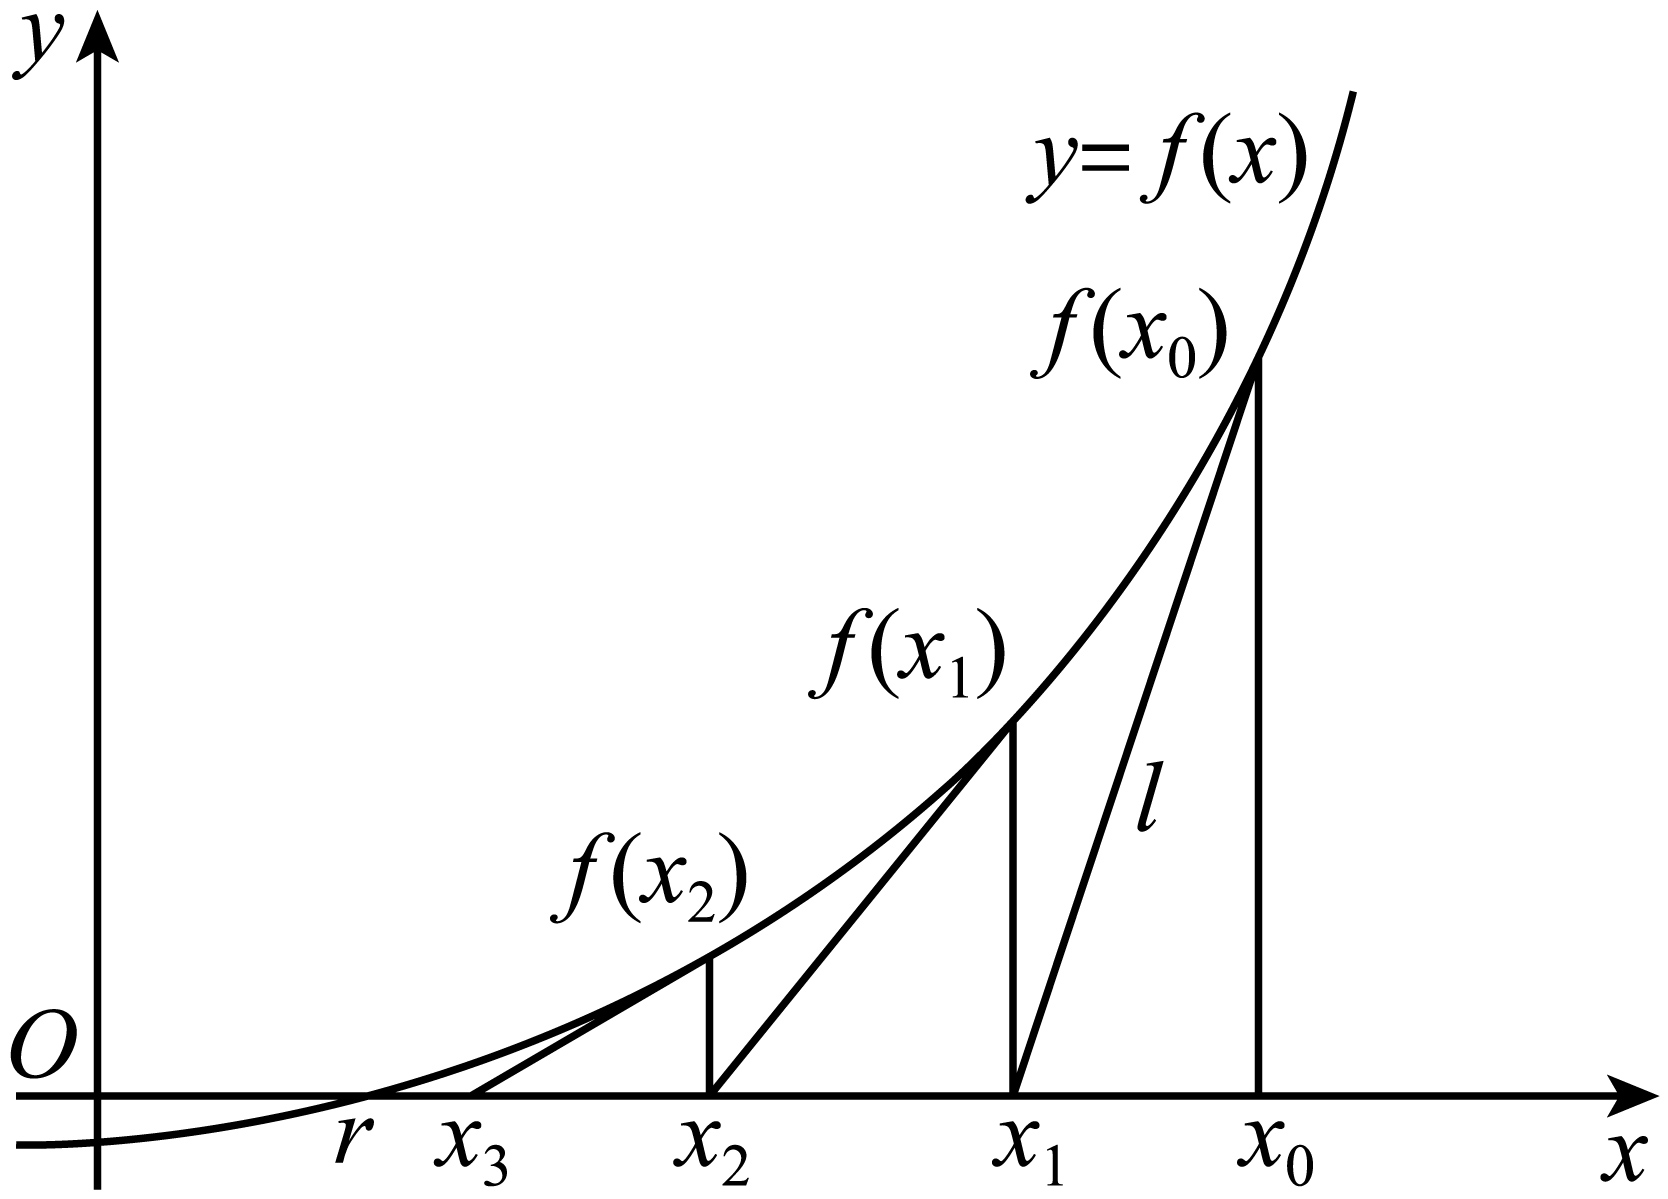 y
y=f(x)
f(x₀)
f(x₁)
l
f(x₂)
O
r x₃ x₂ x₁ x₀ x